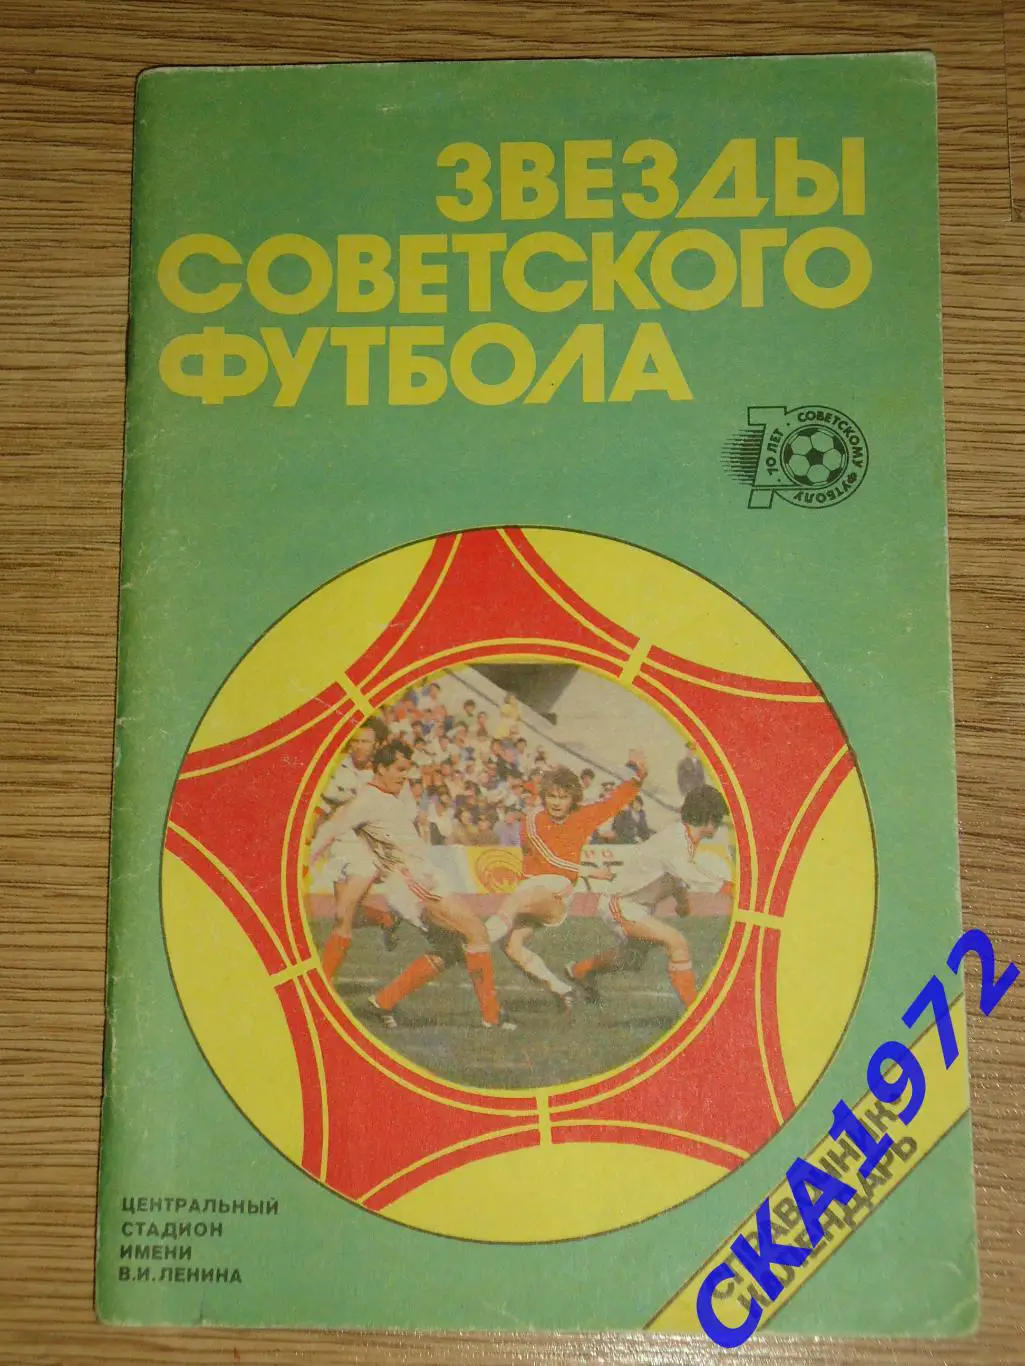 ЗВЕЗДЫ
СОВЕТСКОГО
ФУТБОЛА
70 ЛЕТ · СОВЕТСКОМУ ФУТБОЛУ ·
ЦЕНТРАЛЬНЫЙ
СТАДИОН
ИМЕНИ
В.И.ЛЕНИНА
СПРАВОЧНИК-
КАЛЕНДАРЬ
СКА1972